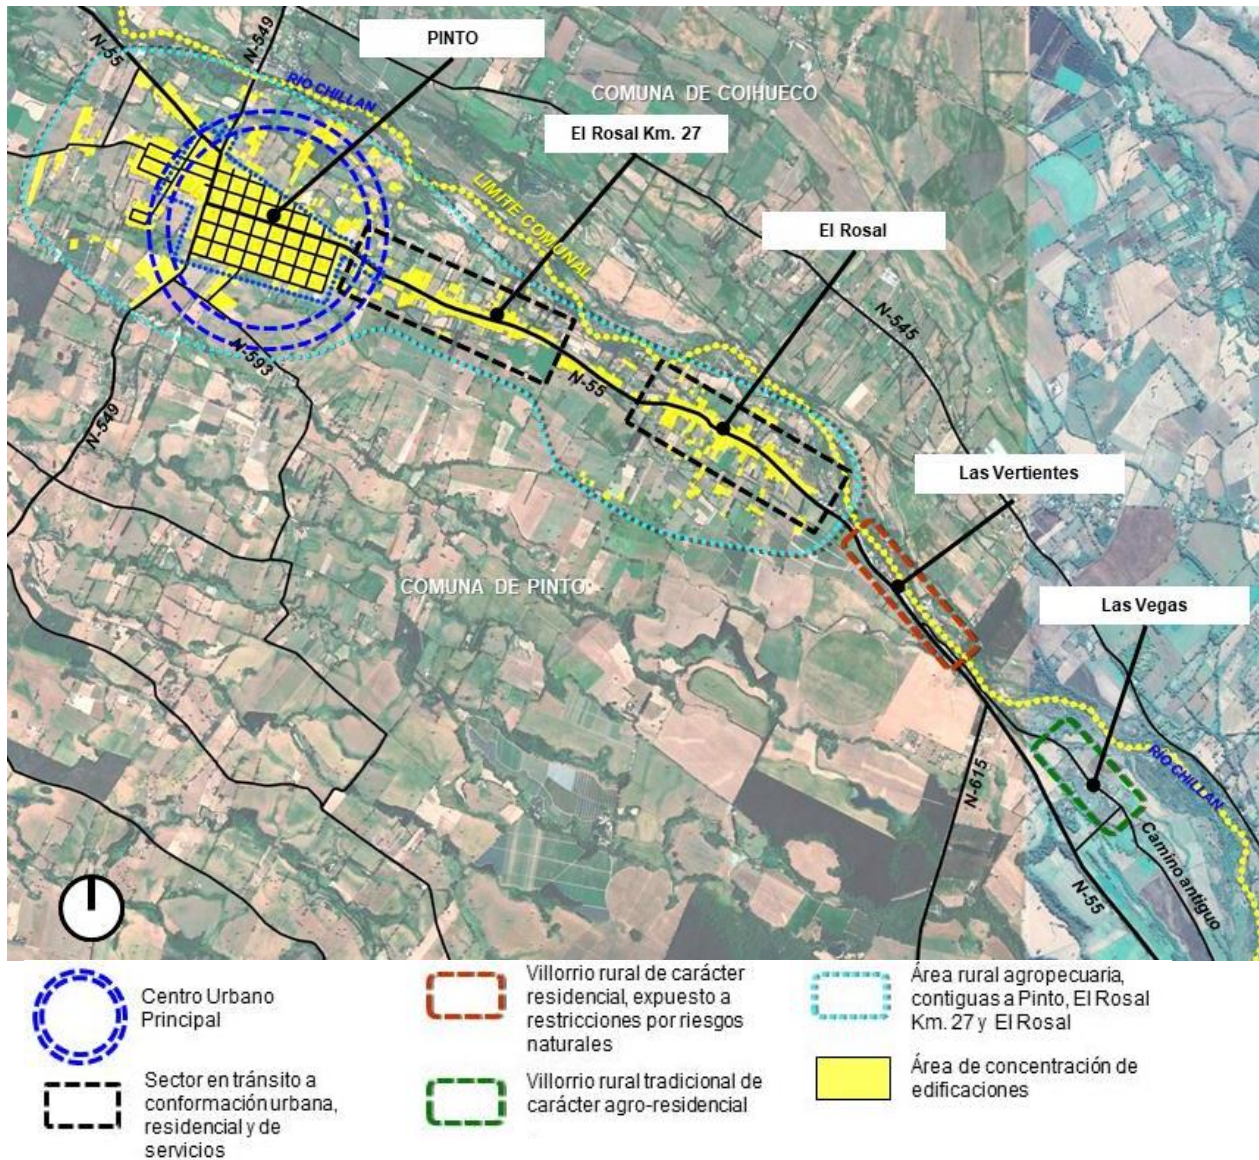 PINTO
N-55
N-549
RÍO CHILLAN
COMUNA DE COIHUECO
El Rosal Km. 27
LIMITE COMUNAL
El Rosal
N-545
N-593
N-55
N-549
Las Vertientes
COMUNA DE PINTO
Las Vegas
RÍO CHILLAN
N-615
Camino antiguo
N-55
Centro Urbano
Principal
Sector en tránsito a
conformación urbana,
residencial y de
servicios
Villorrio rural de carácter
residencial, expuesto a
restricciones por riesgos
naturales
Villorrio rural tradicional de
carácter agro-residencial
Área rural agropecuaria,
contiguas a Pinto, El Rosal
Km. 27 y El Rosal
Área de concentración de
edificaciones